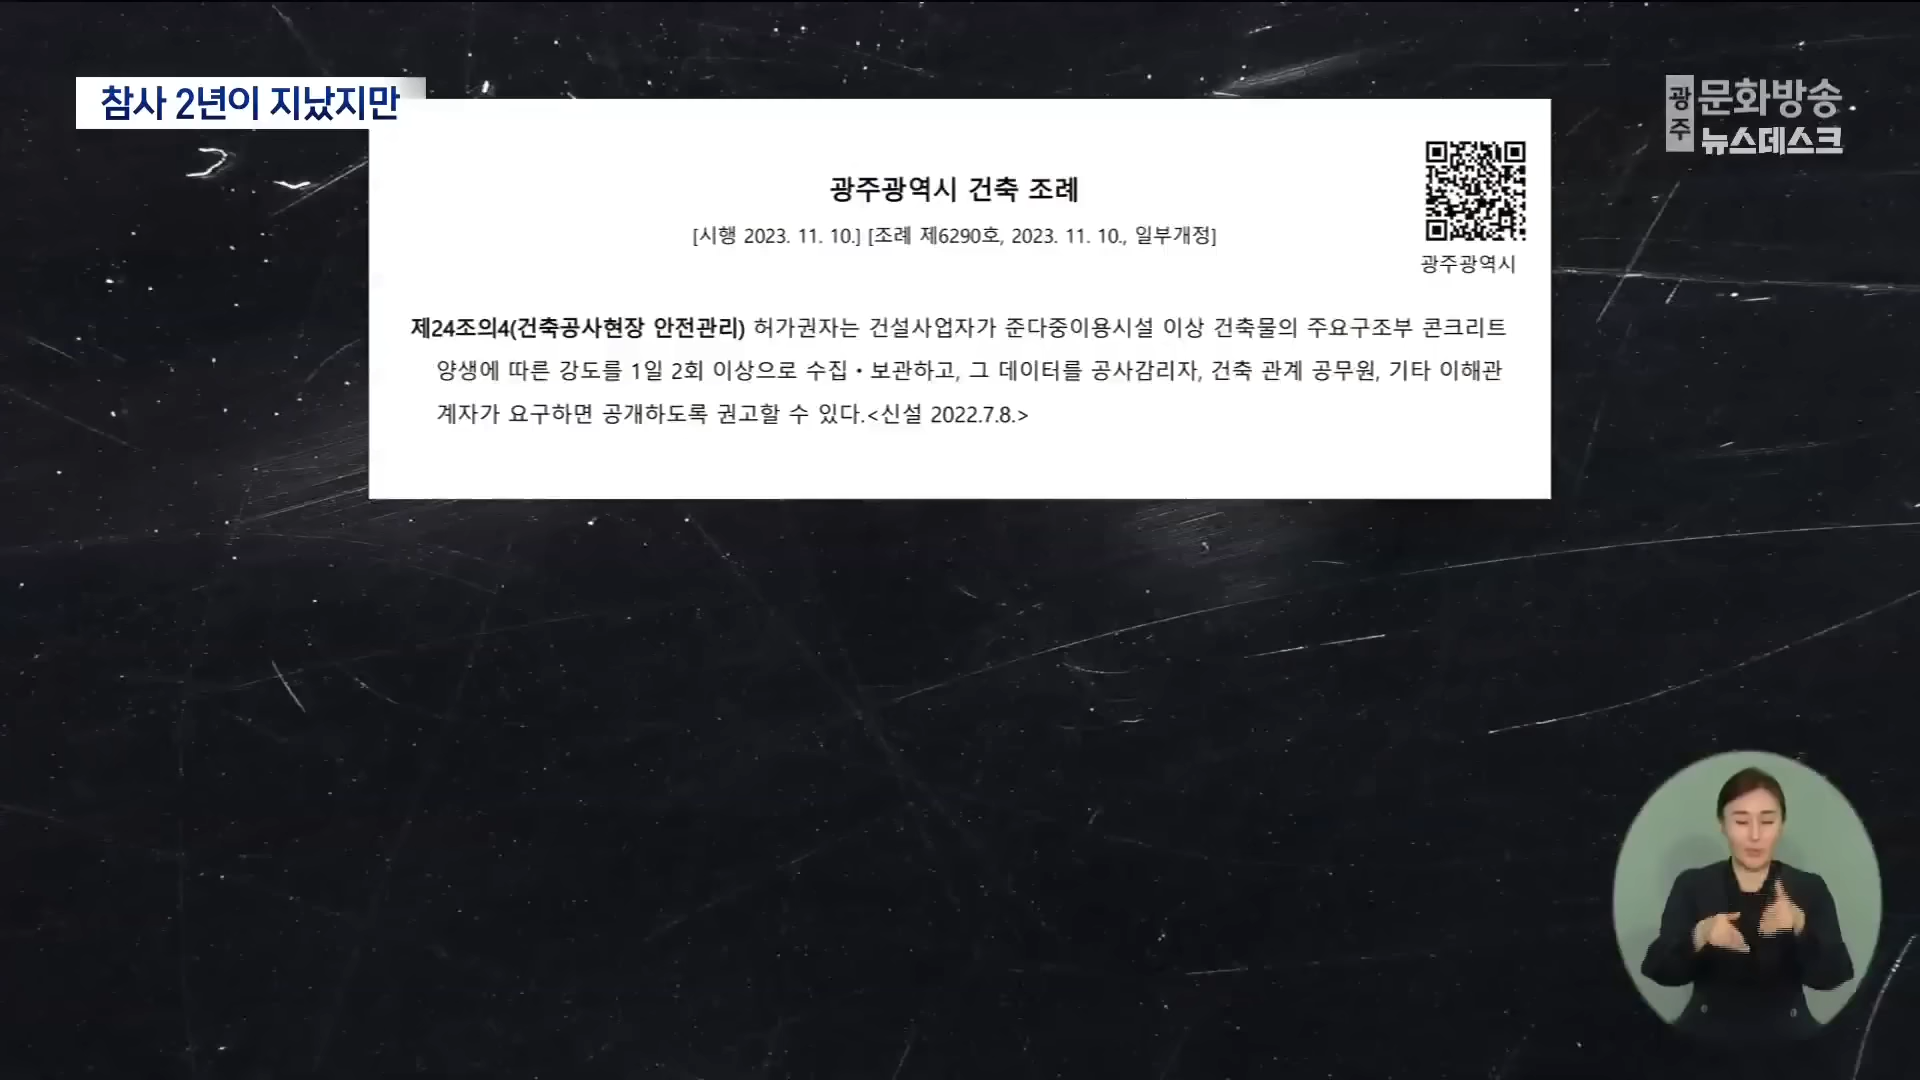 참사 2년이 지났지만
광주
문화방송
뉴스데스크
광주광역시 건축 조례
[시행 2023. 11. 10.] [조례 제6290호, 2023. 11. 10., 일부개정]
광주광역시
제24조의4(건축공사현장 안전관리) 허가권자는 건설사업자가 준다중이용시설 이상 건축물의 주요구조부 콘크리트
양생에 따른 강도를 1일 2회 이상으로 수집・보관하고, 그 데이터를 공사감리자, 건축 관계 공무원, 기타 이해관
계자가 요구하면 공개하도록 권고할 수 있다.<신설 2022.7.8.>